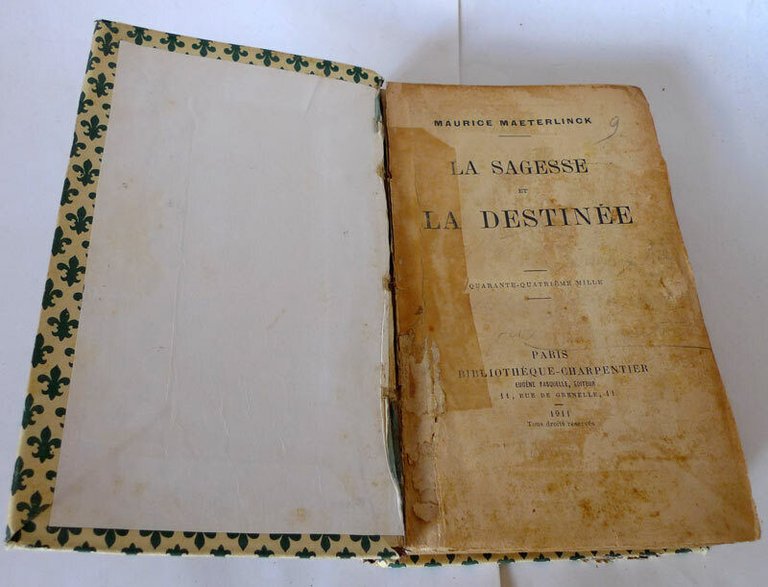 MAURICE MAETERLINCK
9
LA SAGESSE
ET
LA DESTINÉE
QUARANTE-QUATRIÈME MILLE
PARIS
BIBLIOTHÈQUE-CHARPENTIER
EUGÈNE FASQUELLE, ÉDITEUR
11, RUE DE GRENELLE, 11
1911
Tous droits réservés